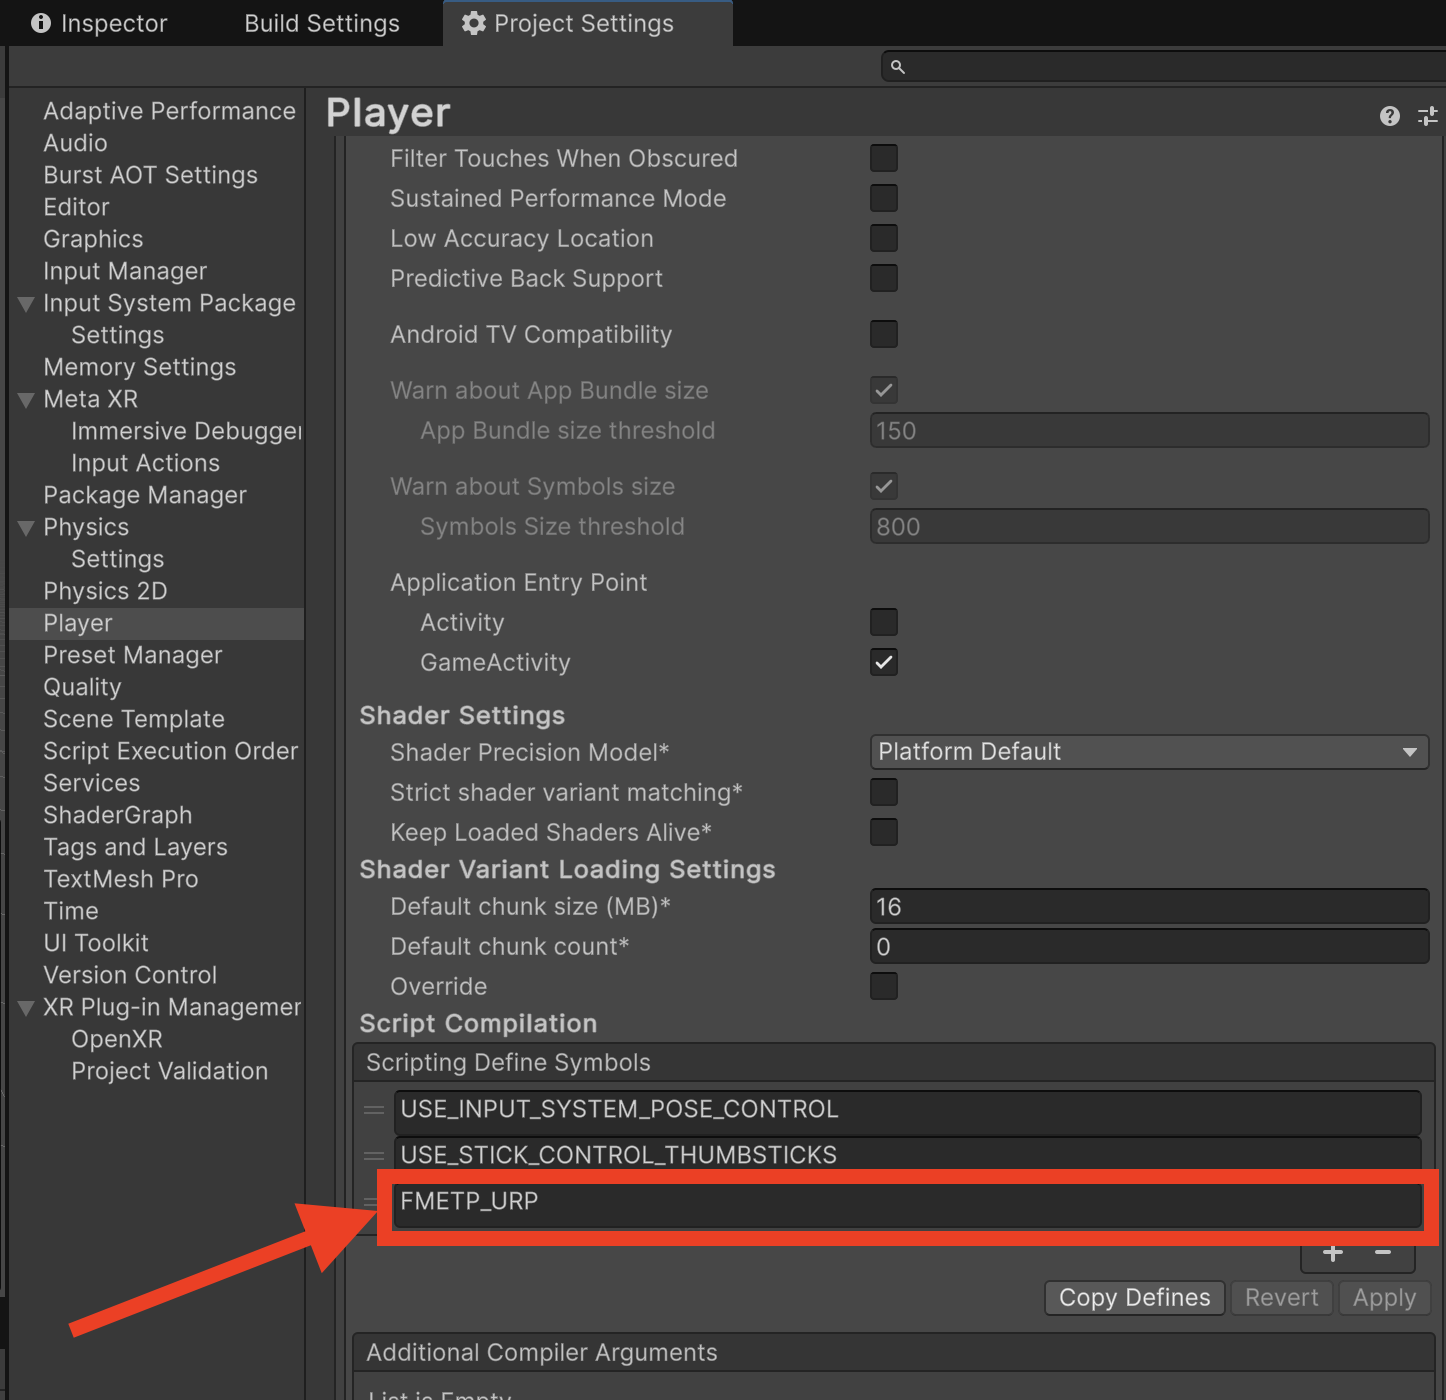 Inspector
Build Settings
Project Settings
Adaptive Performance
Audio
Burst AOT Settings
Editor
Graphics
Input Manager
Input System Package
Settings
Memory Settings
Meta XR
Immersive Debugger
Input Actions
Package Manager
Physics
Settings
Physics 2D
Player
Preset Manager
Quality
Scene Template
Script Execution Order
Services
ShaderGraph
Tags and Layers
TextMesh Pro
Time
UI Toolkit
Version Control
XR Plug-in Managemer
OpenXR
Project Validation
Player
Filter Touches When Obscured
Sustained Performance Mode
Low Accuracy Location
Predictive Back Support
Android TV Compatibility
Warn about App Bundle size
App Bundle size threshold 150
Warn about Symbols size
Symbols Size threshold 800
Application Entry Point
Activity
GameActivity
Shader Settings
Shader Precision Model* Platform Default
Strict shader variant matching*
Keep Loaded Shaders Alive*
Shader Variant Loading Settings
Default chunk size (MB)* 16
Default chunk count* 0
Override
Script Compilation
Scripting Define Symbols
USE_INPUT_SYSTEM_POSE_CONTROL
USE_STICK_CONTROL_THUMBSTICKS
FMETP_URP
Copy Defines Revert Apply
Additional Compiler Arguments
List is Empty